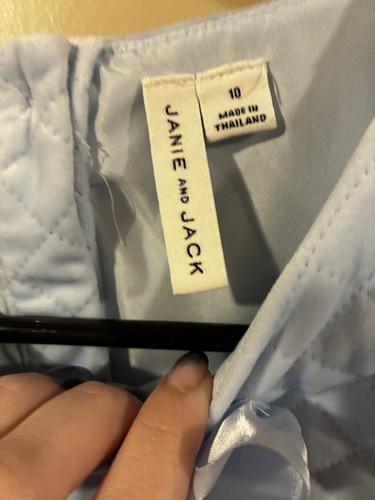 JANIE AND JACK
10
MADE IN
THAILAND